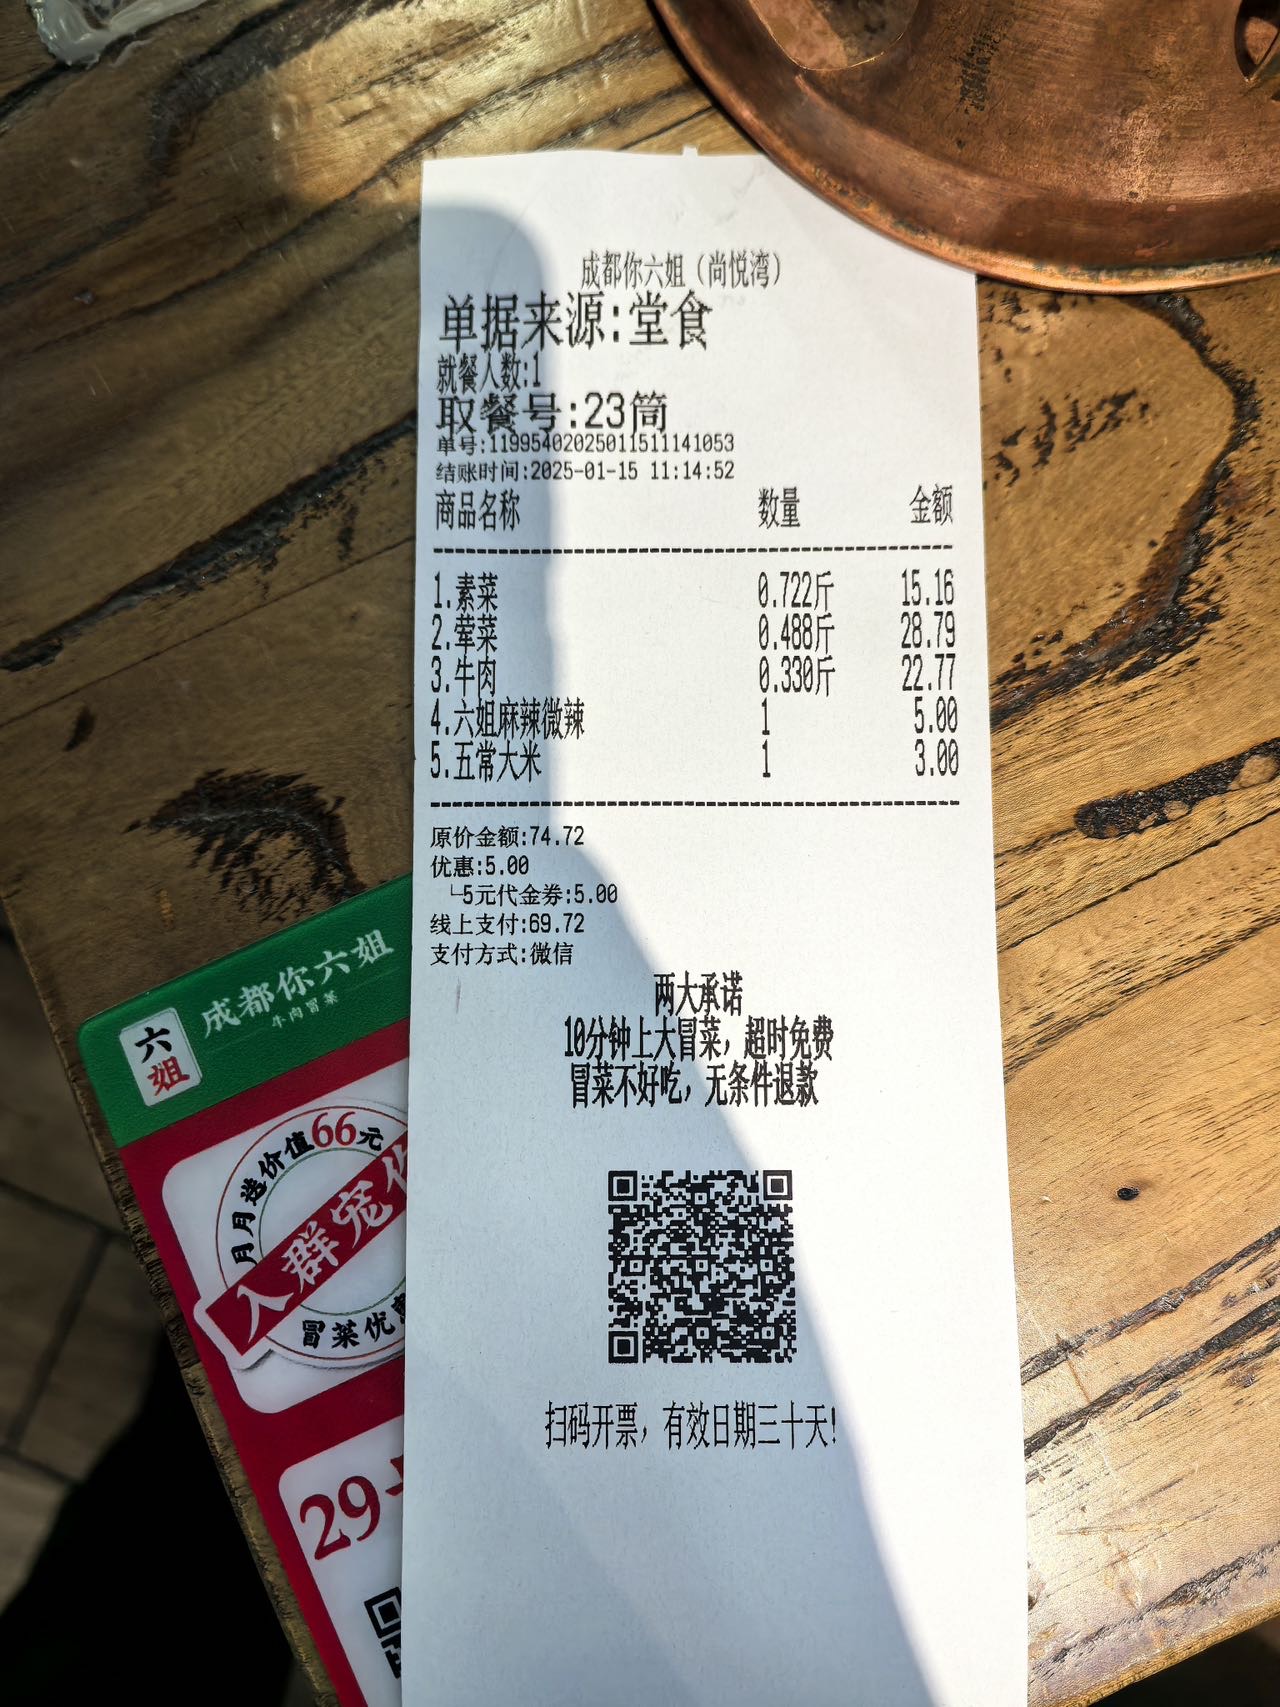 成都你六姐（尚悦湾）
单据来源:堂食
就餐人数:1
取餐号:23筒
单号:11995402025011511141053
结账时间:2025-01-15 11:14:52
商品名称 数量 金额
1.素菜 0.722斤 15.16
2.荤菜 0.488斤 28.79
3.牛肉 0.330斤 22.77
4.六姐麻辣微辣 1 5.00
5.五常大米 1 3.00
原价金额:74.72
优惠:5.00
└5元代金券:5.00
线上支付:69.72
支付方式:微信
两大承诺
10分钟上大冒菜，超时免费
冒菜不好吃，无条件退款
扫码开票，有效日期三十天!
六姐
成都你六姐
牛肉冒菜
月月送价值66元
入群宠
冒菜优
29